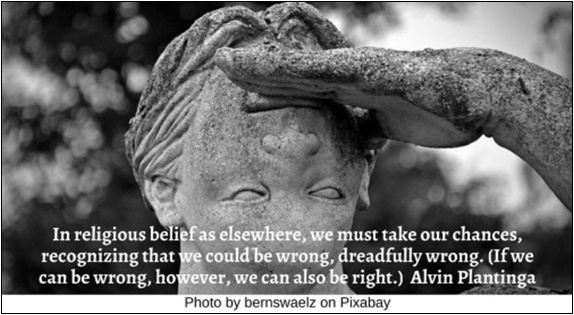 In religious belief as elsewhere, we must take our chances,
recognizing that we could be wrong, dreadfully wrong. (If we
can be wrong, however, we can also be right.)  Alvin Plantinga
Photo by bernswaelz on Pixabay